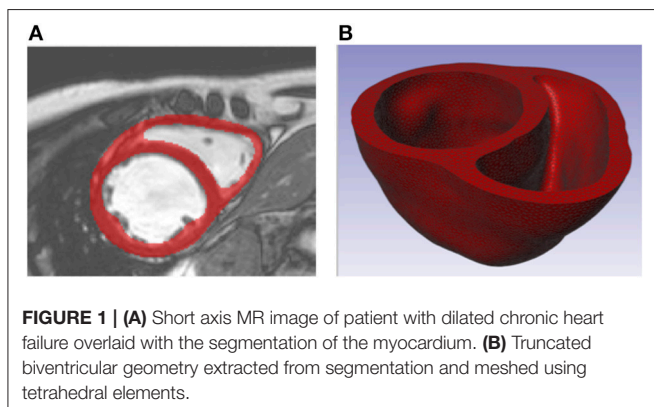 A
B
FIGURE 1 | (A) Short axis MR image of patient with dilated chronic heart
failure overlaid with the segmentation of the myocardium. (B) Truncated
biventricular geometry extracted from segmentation and meshed using
tetrahedral elements.